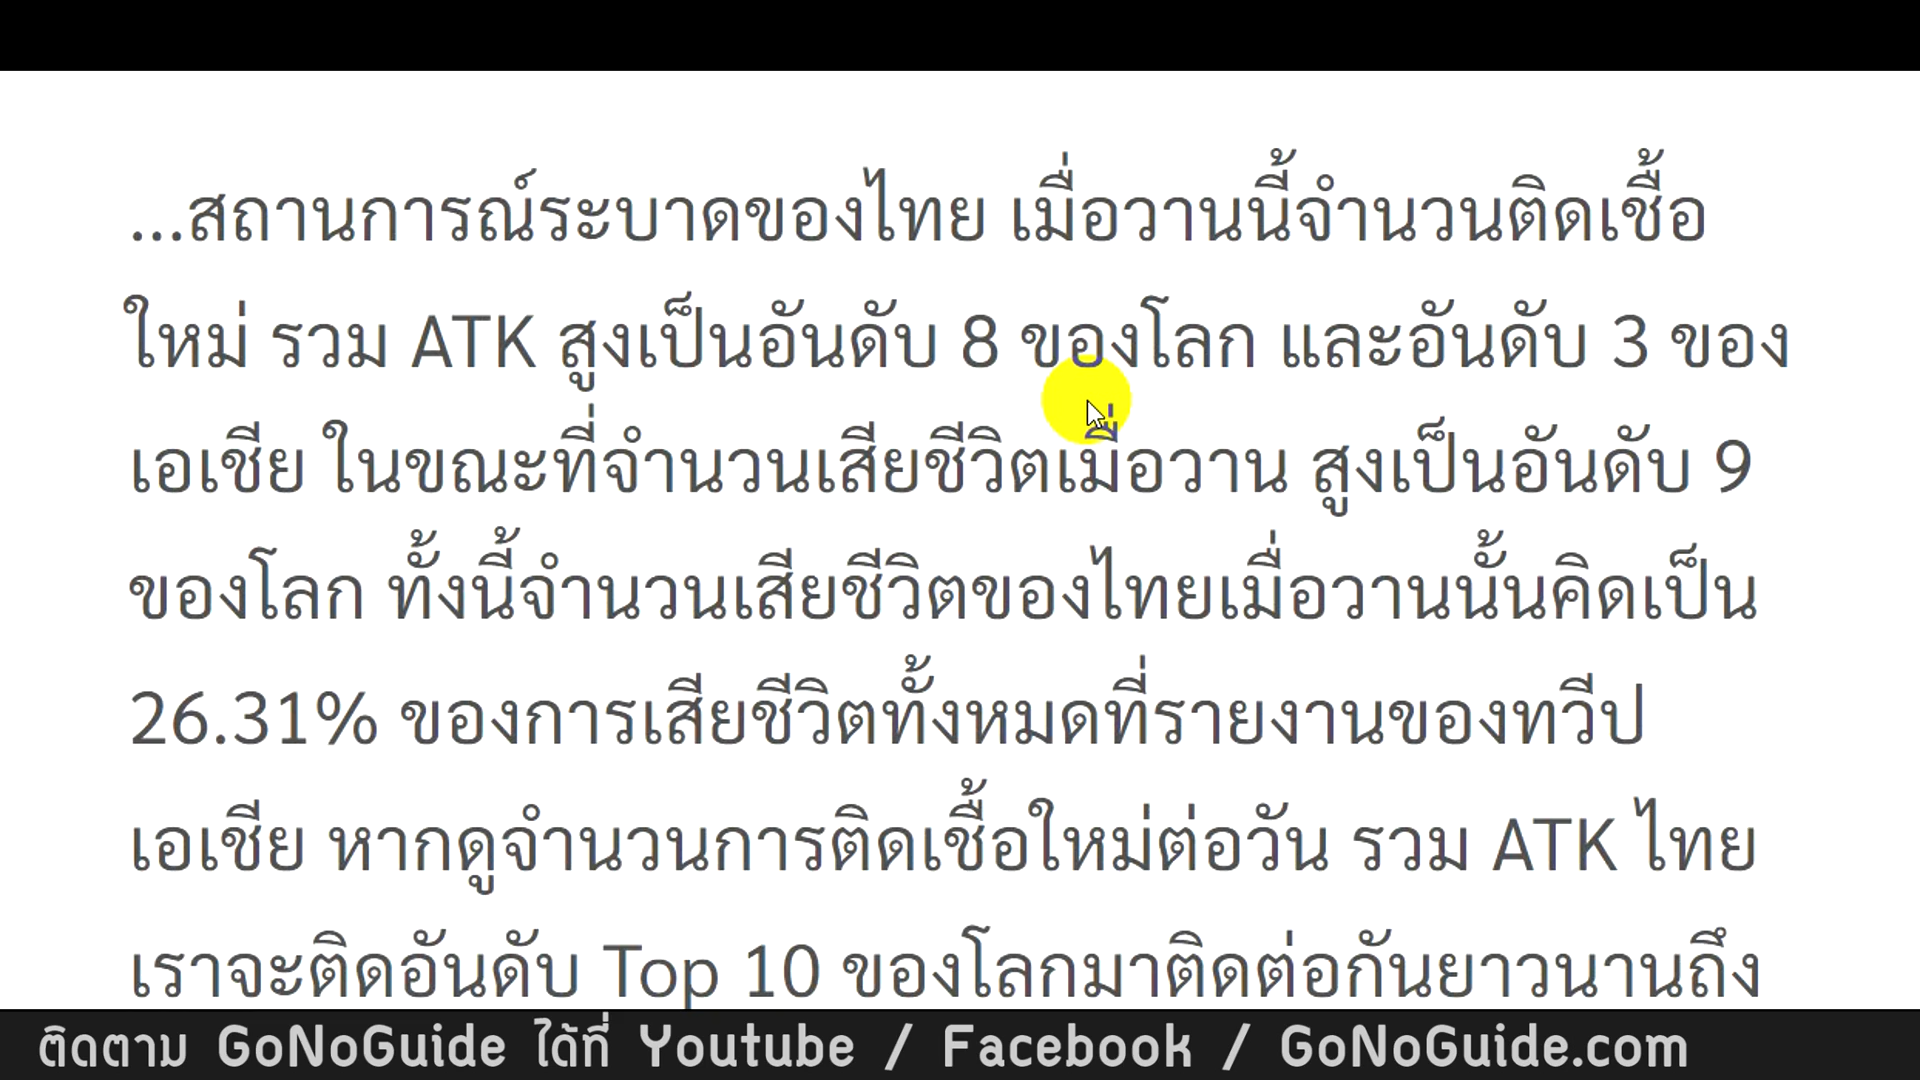 ...สถานการณ์ระบาดของไทย เมื่อวานนี้จำนวนติดเชื้อ
ใหม่ รวม ATK สูงเป็นอันดับ 8 ของโลก และอันดับ 3 ของ
เอเชีย ในขณะที่จำนวนเสียชีวิตเมื่อวาน สูงเป็นอันดับ 9
ของโลก ทั้งนี้จำนวนเสียชีวิตของไทยเมื่อวานนั้นคิดเป็น
26.31% ของการเสียชีวิตทั้งหมดที่รายงานของทวีป
เอเชีย หากดูจำนวนการติดเชื้อใหม่ต่อวัน รวม ATK ไทย
เราจะติดอันดับ Top 10 ของโลกมาติดต่อกันยาวนานถึง
ติดตาม GoNoGuide ได้ที่ Youtube / Facebook / GoNoGuide.com